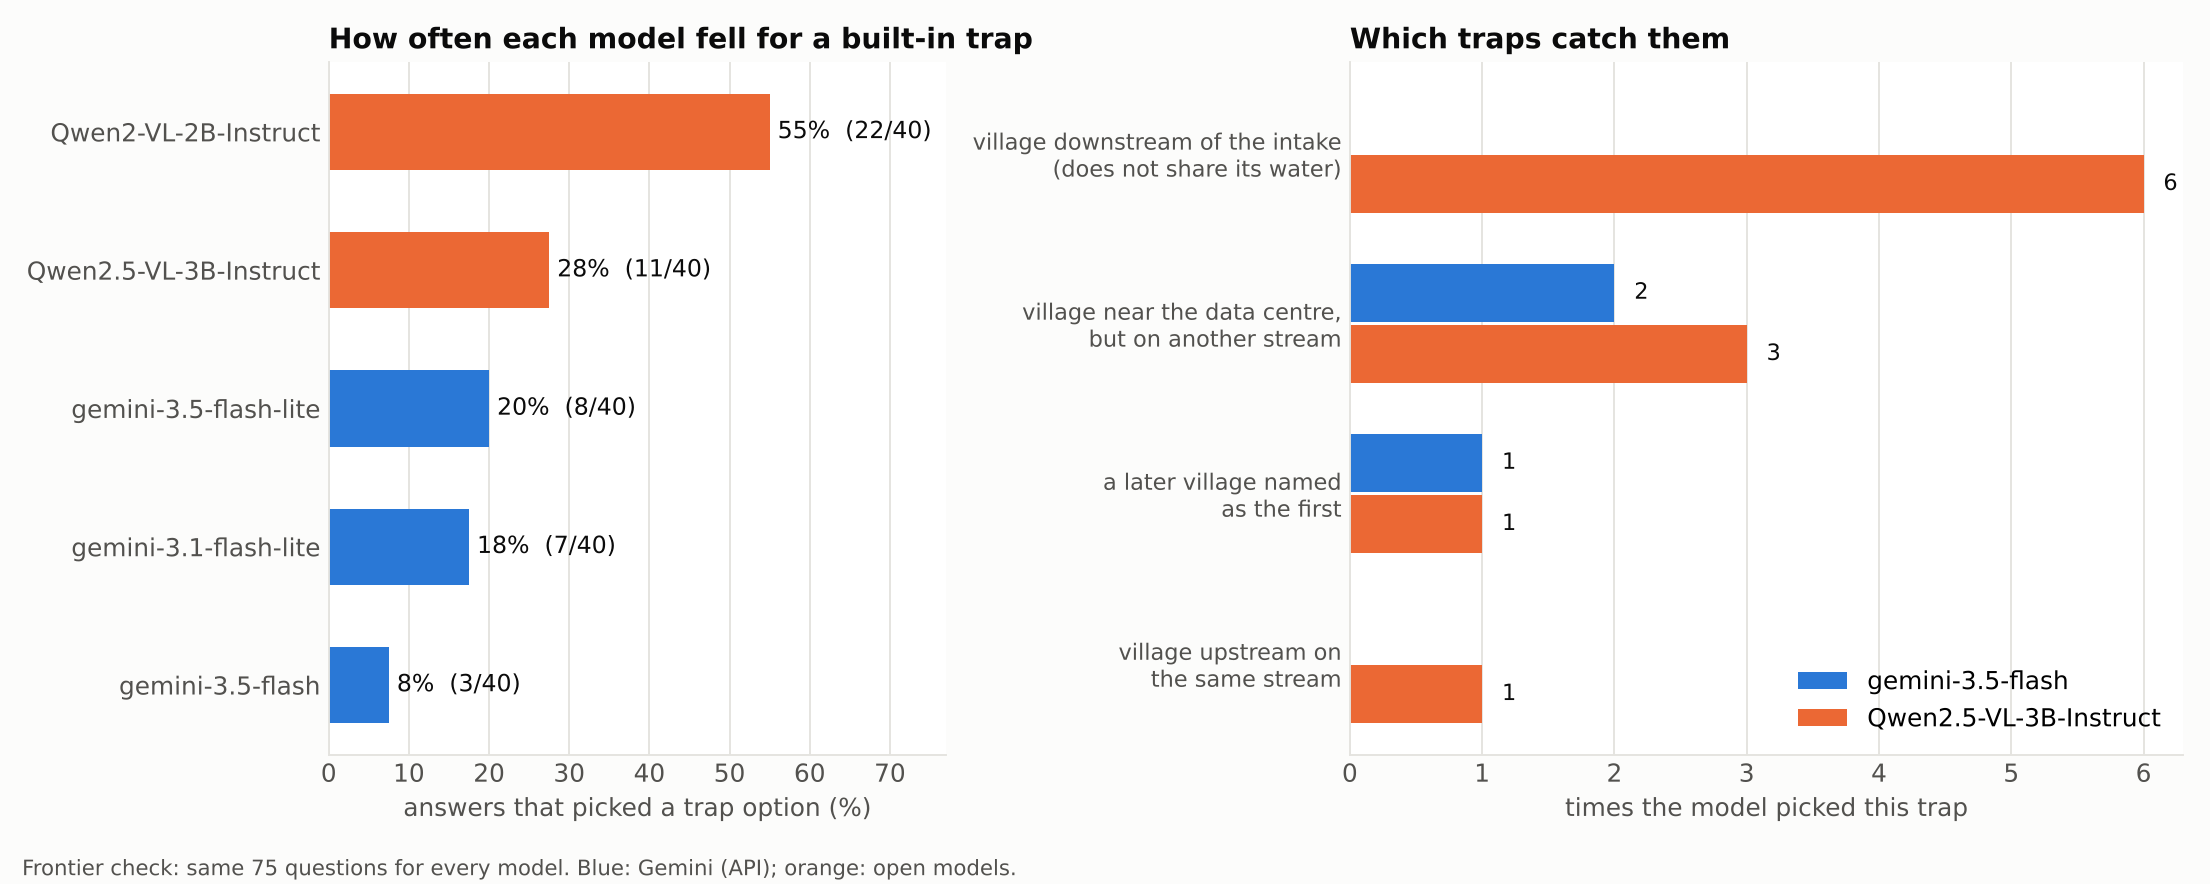 How often each model fell for a built-in trap
Qwen2-VL-2B-Instruct
55% (22/40)
Qwen2.5-VL-3B-Instruct
28% (11/40)
gemini-3.5-flash-lite
20% (8/40)
gemini-3.1-flash-lite
18% (7/40)
gemini-3.5-flash
8% (3/40)
0 10 20 30 40 50 60 70
answers that picked a trap option (%)
Which traps catch them
village downstream of the intake
(does not share its water)
6
village near the data centre,
but on another stream
2
3
a later village named
as the first
1
1
village upstream on
the same stream
1
gemini-3.5-flash
Qwen2.5-VL-3B-Instruct
0 1 2 3 4 5 6
times the model picked this trap
Frontier check: same 75 questions for every model. Blue: Gemini (API); orange: open models.